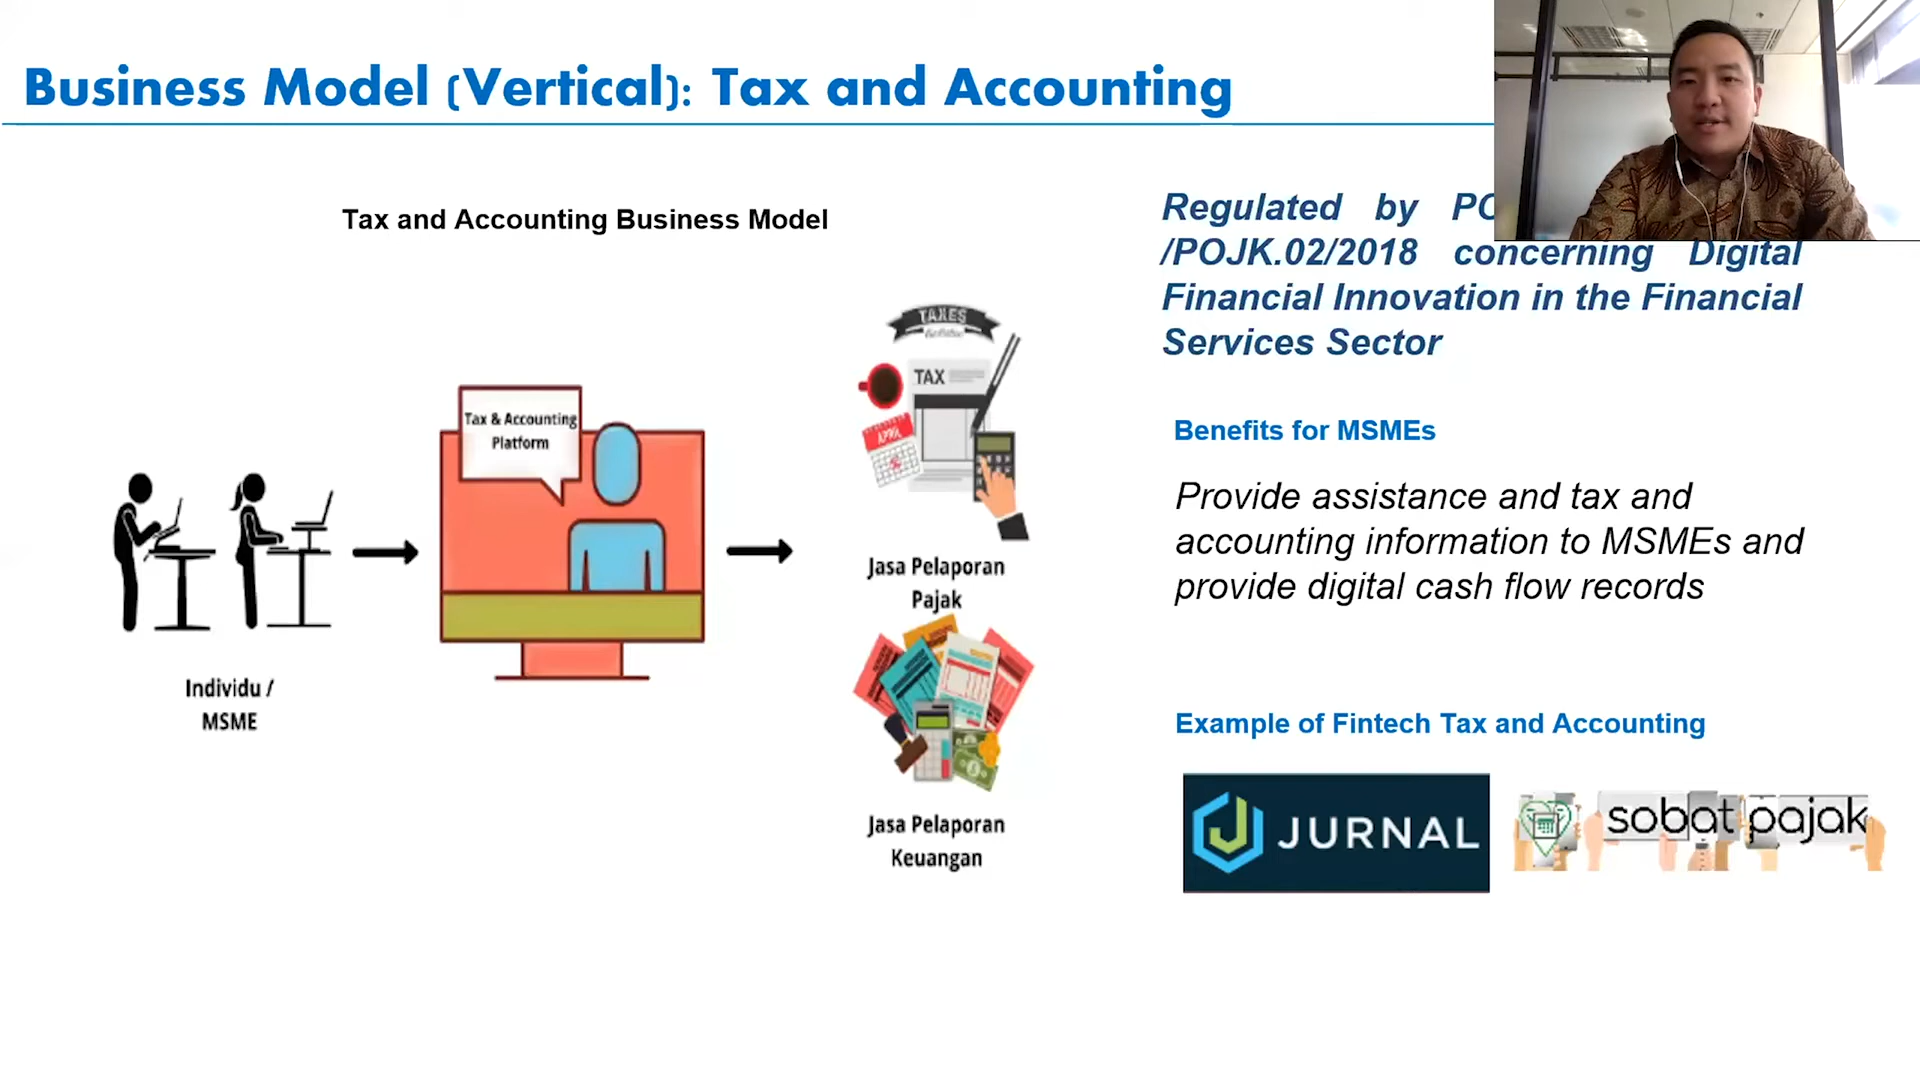 Business Model (Vertical): Tax and Accounting
Tax and Accounting Business Model
Tax & Accounting
Platform
Individu /
MSME
TAXES
TAX
APRIL
Jasa Pelaporan
Pajak
Jasa Pelaporan
Keuangan
Regulated by
/POJK.02/2018 concerning Digital
Financial Innovation in the Financial
Services Sector
Benefits for MSMEs
Provide assistance and tax and
accounting information to MSMEs and
provide digital cash flow records
Example of Fintech Tax and Accounting
JURNAL
sobat pajak